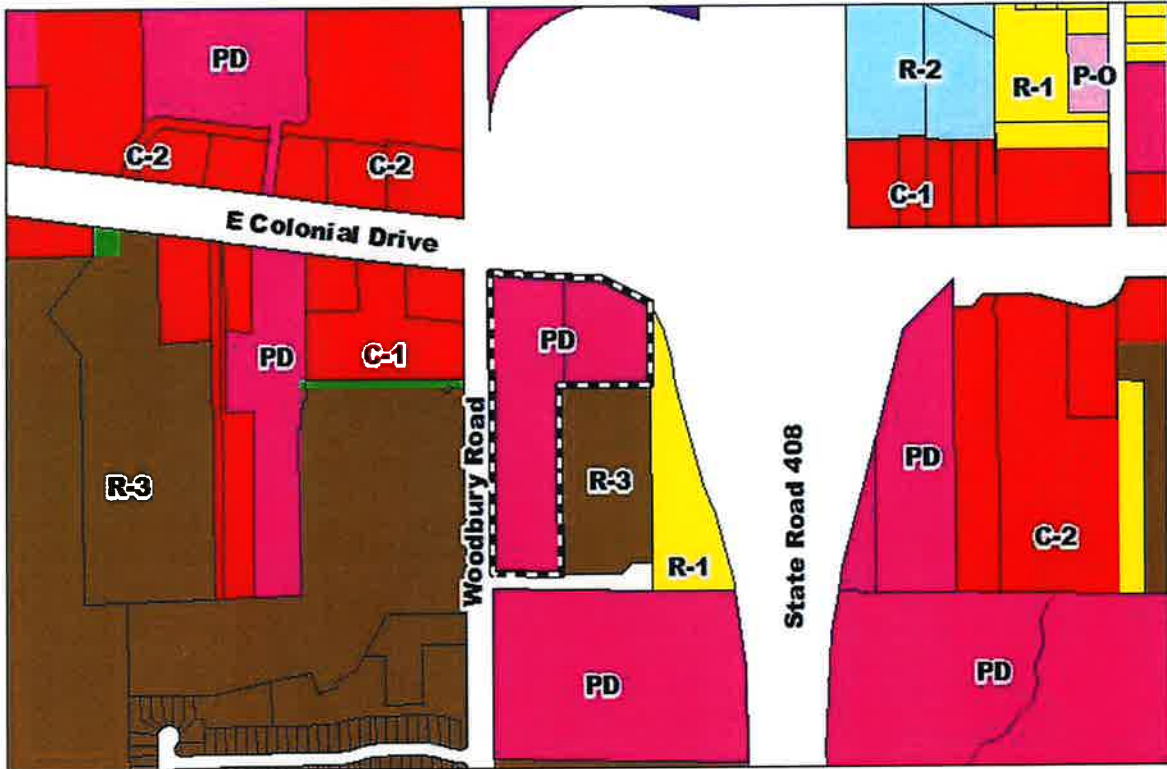 PD
R-2
R-1
P-O
C-2
C-2
C-1
E Colonial Drive
PD
PD
C-1
Woodbury Road
State Road 408
PD
R-3
R-3
C-2
R-1
PD
PD